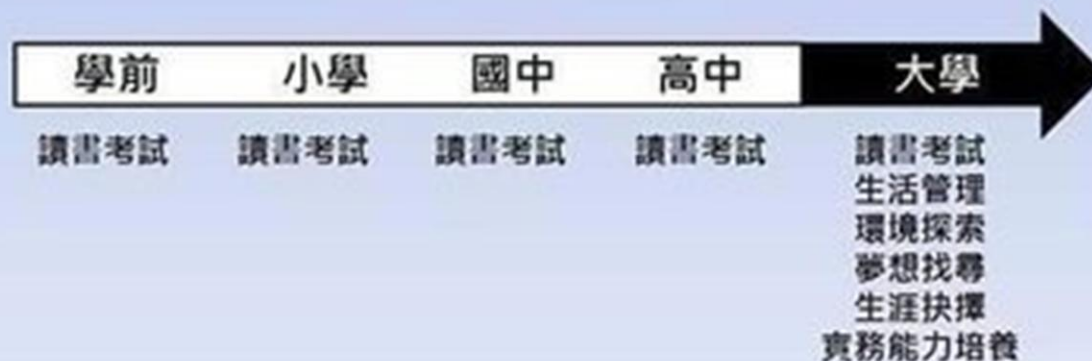 學前 小學 國中 高中 大學
讀書考試 讀書考試 讀書考試 讀書考試 讀書考試
生活管理
環境探索
夢想找尋
生涯抉擇
實務能力培養